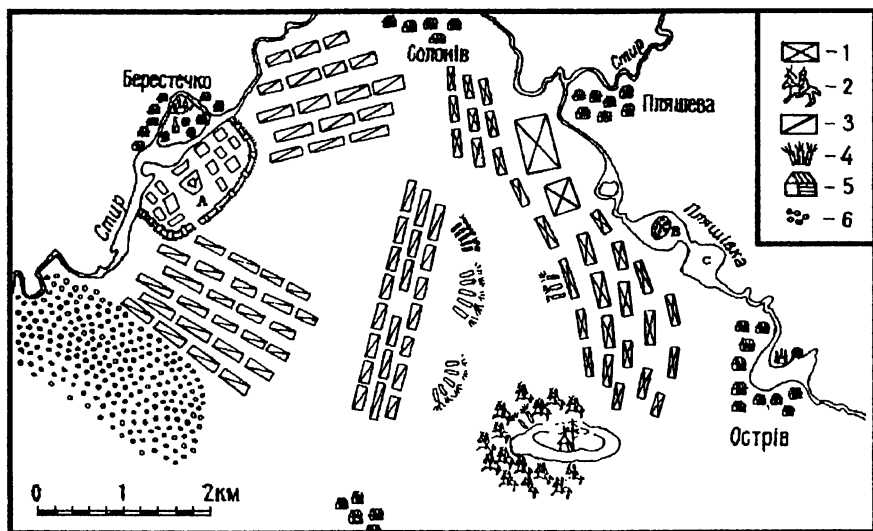 Солонів
Стир
Берестечко
Пляшева
А
Стир
Пляшівка
В
С
Острів
0 1 2км
- 1
- 2
- 3
- 4
- 5
- 6